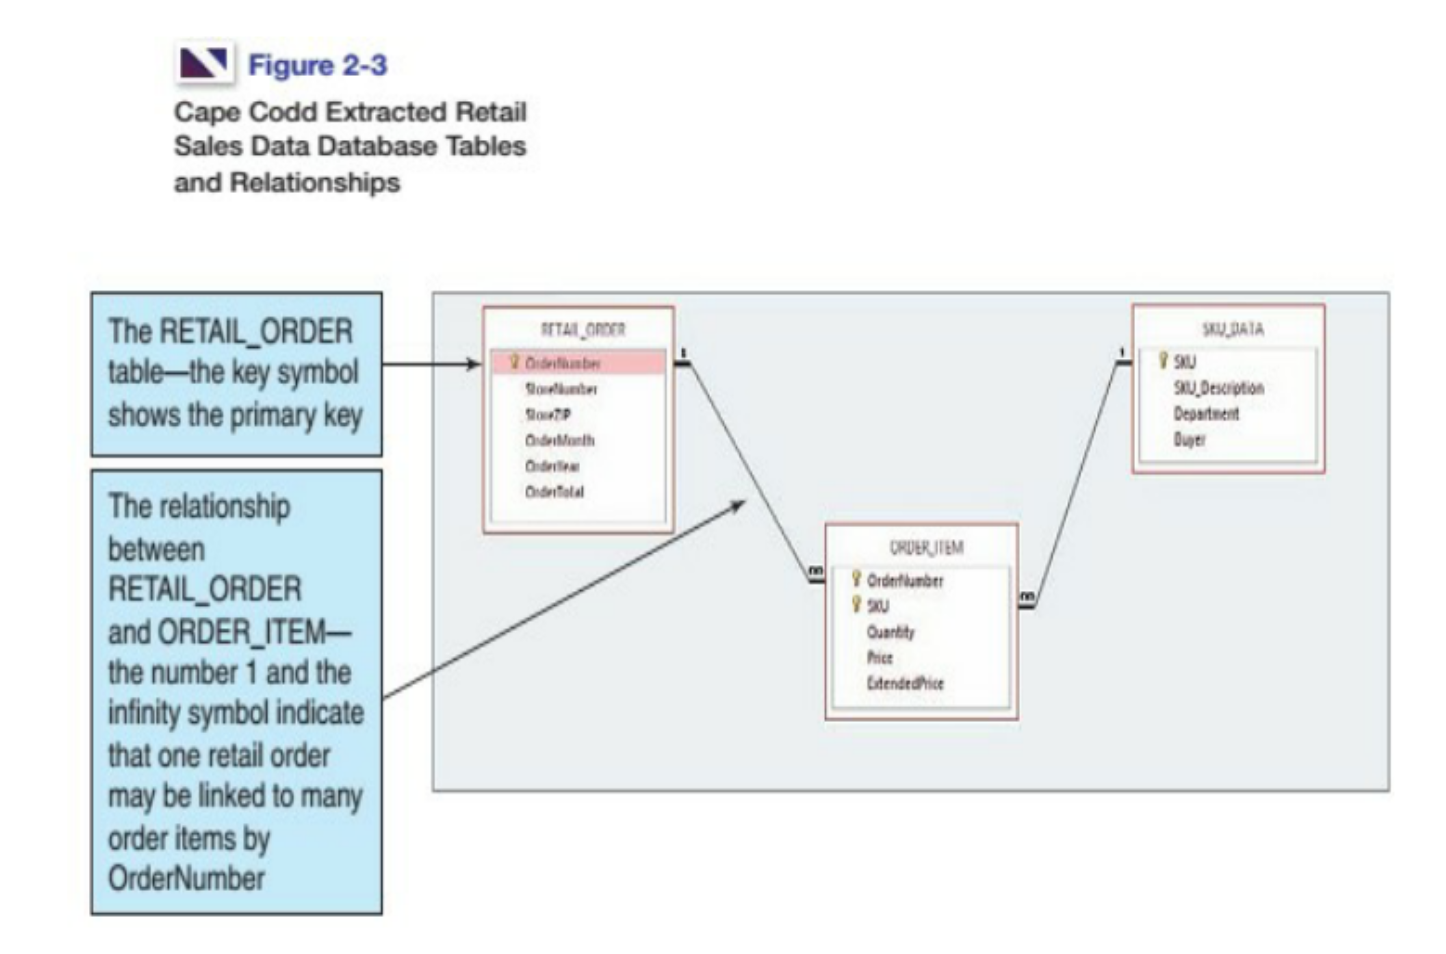 Figure 2-3
Cape Codd Extracted Retail
Sales Data Database Tables
and Relationships
The RETAIL_ORDER
table—the key symbol
shows the primary key
The relationship
between
RETAIL_ORDER
and ORDER_ITEM—
the number 1 and the
infinity symbol indicate
that one retail order
may be linked to many
order items by
OrderNumber
RETAIL_ORDER
OrderNumber
StoreNumber
StoreZIP
OrderMonth
OrderYear
OrderTotal
1
∞
ORDER_ITEM
OrderNumber
SKU
Quantity
Price
ExtendedPrice
∞
1
SKU_DATA
SKU
SKU_Description
Department
Buyer